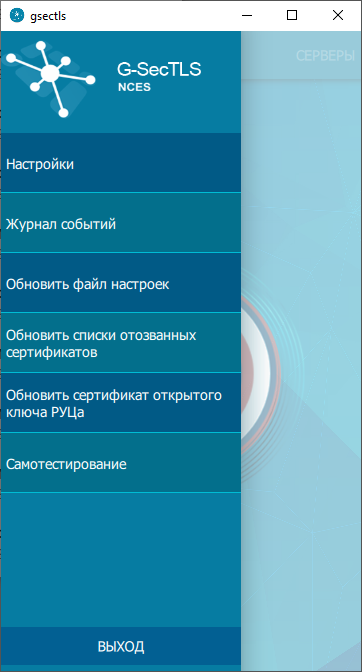 gsectls
СЕРВЕРЫ
G-SecTLS
NCES
Настройки
Журнал событий
Обновить файл настроек
Обновить списки отозванных
сертификатов
Обновить сертификат открытого
ключа РУЦа
Самотестирование
ВЫХОД